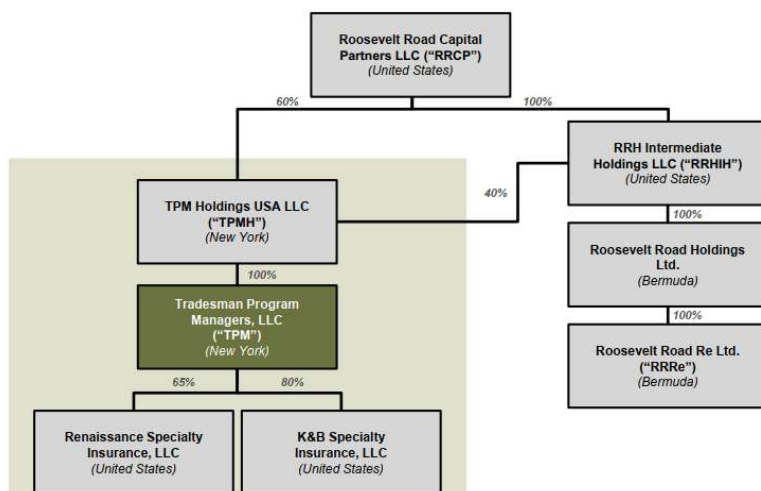 Roosevelt Road Capital
Partners LLC (“RRCP”)
(United States)
60%
100%
RRH Intermediate
Holdings LLC (“RRHIH”)
(United States)
TPM Holdings USA LLC
(“TPMH”)
(New York)
40%
100%
Roosevelt Road Holdings
Ltd.
(Bermuda)
100%
Tradesman Program
Managers, LLC
(“TPM”)
(New York)
100%
Roosevelt Road Re Ltd.
(“RRRe”)
(Bermuda)
65%
80%
Renaissance Specialty
Insurance, LLC
(United States)
K&B Specialty
Insurance, LLC
(United States)